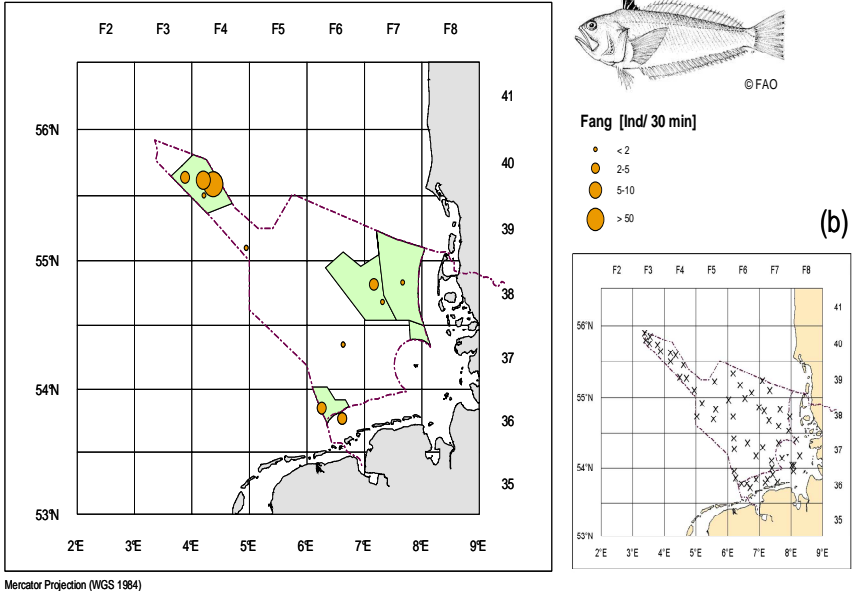 F2 F3 F4 F5 F6 F7 F8
41
56°N
40
39
55°N
38
37
54°N
36
35
53°N
2°E 3°E 4°E 5°E 6°E 7°E 8°E 9°E
Mercator Projection (WGS 1984)
© FAO
Fang [Ind/ 30 min]
< 2
2-5
5-10
> 50
(b)
F2 F3 F4 F5 F6 F7 F8
41
56°N
40
39
55°N
38
37
54°N
36
35
53°N
2°E 3°E 4°E 5°E 6°E 7°E 8°E 9°E